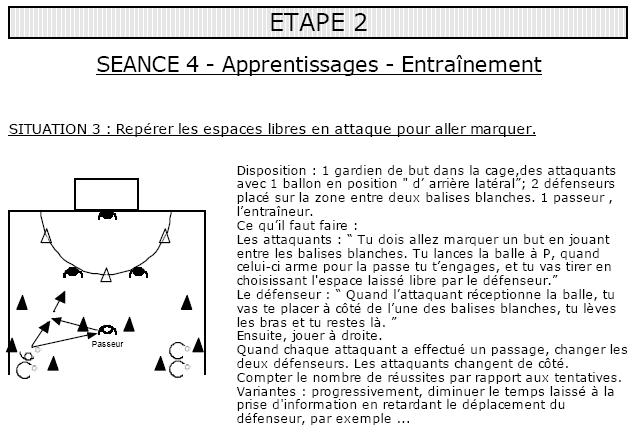 ETAPE 2
SEANCE 4 - Apprentissages - Entraînement
SITUATION 3 : Repérer les espaces libres en attaque pour aller marquer.
Disposition : 1 gardien de but dans la cage,des attaquants
avec 1 ballon en position " d' arrière latéral"; 2 défenseurs
placé sur la zone entre deux balises blanches. 1 passeur ,
l'entraîneur.
Ce qu'il faut faire :
Les attaquants : " Tu dois allez marquer un but en jouant
entre les balises blanches. Tu lances la balle à P, quand
celui-ci arme pour la passe tu t'engages, et tu vas tirer en
choisissant l'espace laissé libre par le défenseur."
Le défenseur : " Quand l'attaquant réceptionne la balle, tu
vas te placer à côté de l'une des balises blanches, tu lèves
les bras et tu restes là. "
Ensuite, jouer à droite.
Quand chaque attaquant a effectué un passage, changer les
deux défenseurs. Les attaquants changent de côté.
Compter le nombre de réussites par rapport aux tentatives.
Variantes : progressivement, diminuer le temps laissé à la
prise d'information en retardant le déplacement du
défenseur, par exemple ...
Passeur